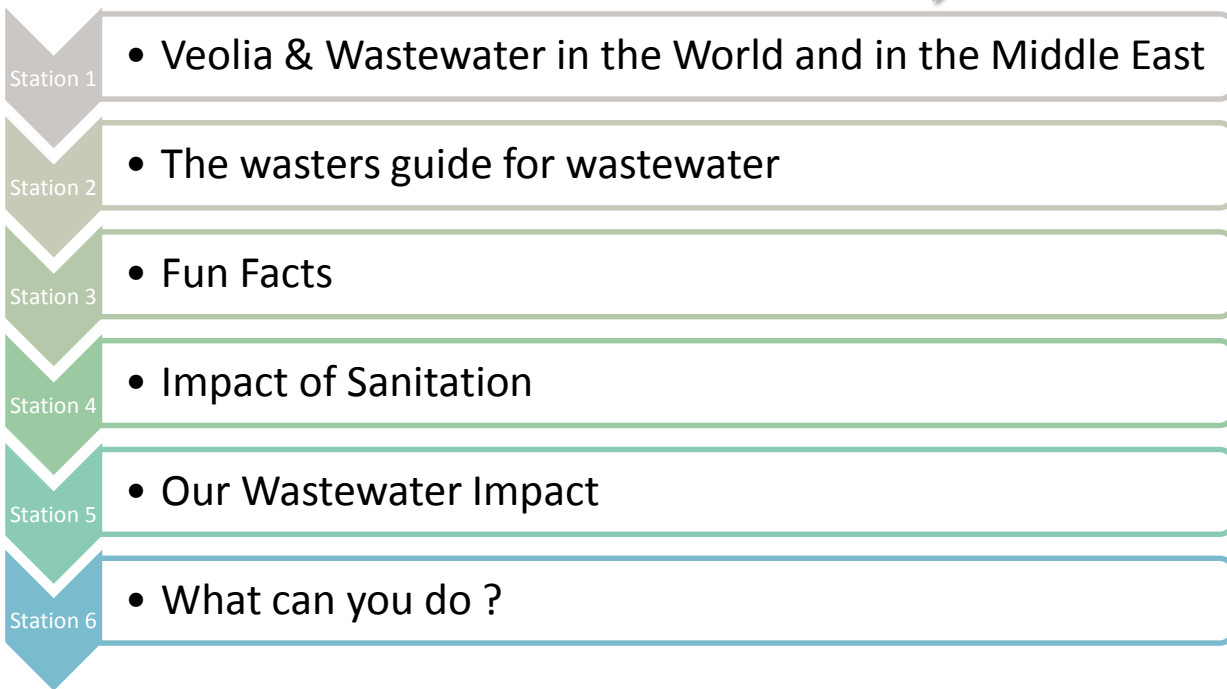 Station 1
• Veolia & Wastewater in the World and in the Middle East
Station 2
• The wasters guide for wastewater
Station 3
• Fun Facts
Station 4
• Impact of Sanitation
Station 5
• Our Wastewater Impact
Station 6
• What can you do ?